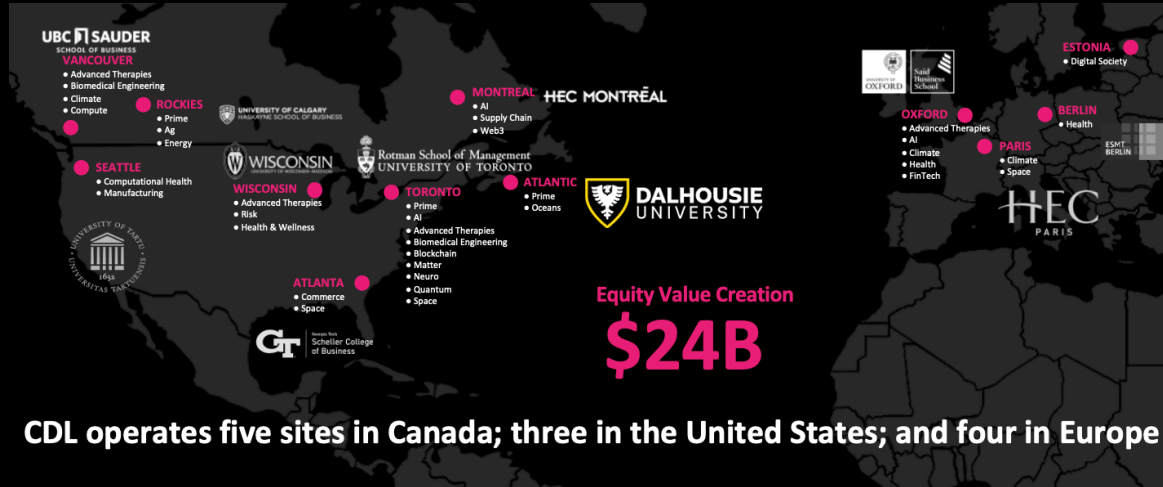 UBC SAUDER
SCHOOL OF BUSINESS
VANCOUVER
● Advanced Therapies
● Biomedical Engineering
● Climate
● Compute
ROCKIES
● Prime
● Ag
● Energy
UNIVERSITY OF CALGARY
HASKAYNE SCHOOL OF BUSINESS
MONTREAL
● AI
● Supply Chain
● Web3
HEC MONTRĒAL
UNIVERSITY OF
OXFORD
Saïd
Business
School
ESTONIA
● Digital Society
OXFORD
● Advanced Therapies
● AI
● Climate
● Health
● FinTech
BERLIN
● Health
ESMT
BERLIN
PARIS
● Climate
● Space
HEC
PARIS
SEATTLE
● Computational Health
● Manufacturing
UNIVERSITY OF TARTU
UNIVERSITAS TARTUENSIS
1632
WISCONSIN
UNIVERSITY OF WISCONSIN–MADISON
WISCONSIN
● Advanced Therapies
● Risk
● Health & Wellness
Rotman School of Management
UNIVERSITY OF TORONTO
TORONTO
● Prime
● AI
● Advanced Therapies
● Biomedical Engineering
● Blockchain
● Matter
● Neuro
● Quantum
● Space
ATLANTIC
● Prime
● Oceans
DALHOUSIE
UNIVERSITY
ATLANTA
● Commerce
● Space
GT
Georgia Tech
Scheller College
of Business
Equity Value Creation
$24B
CDL operates five sites in Canada; three in the United States; and four in Europe